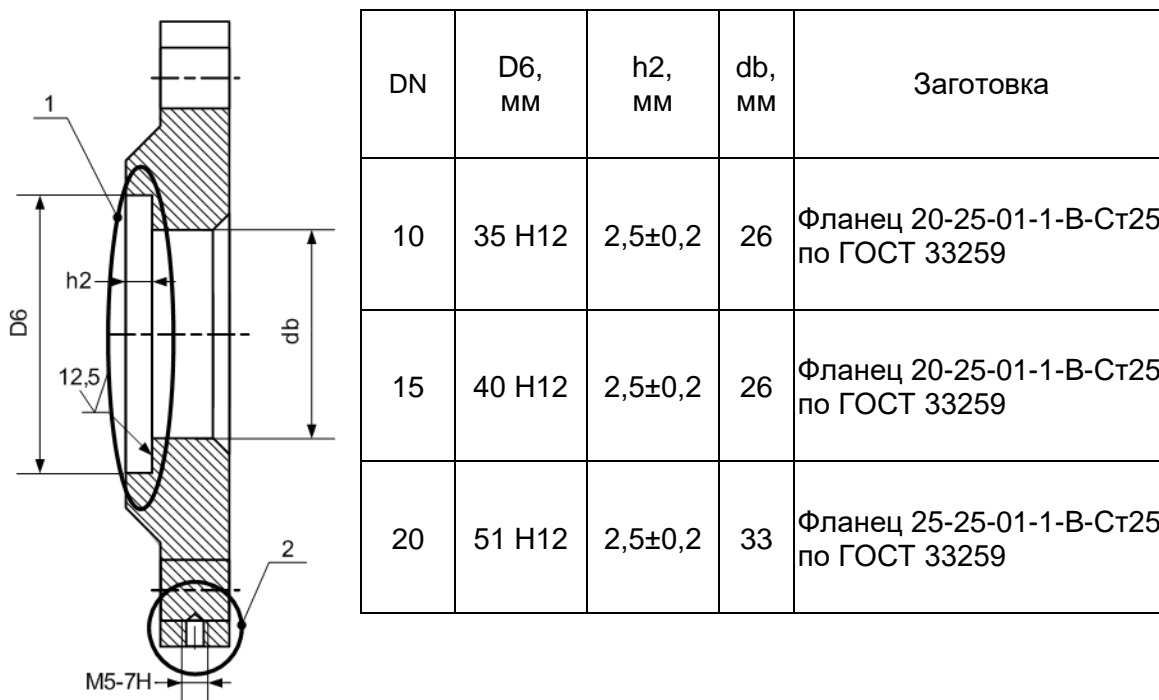 1
h2
D6
12,5
db
2
M5-7H
DN
D6,
мм
h2,
мм
db,
мм
Заготовка
10
35 H12
2,5±0,2
26
Фланец 20-25-01-1-В-Ст25
по ГОСТ 33259
15
40 H12
2,5±0,2
26
Фланец 20-25-01-1-В-Ст25
по ГОСТ 33259
20
51 H12
2,5±0,2
33
Фланец 25-25-01-1-В-Ст25
по ГОСТ 33259